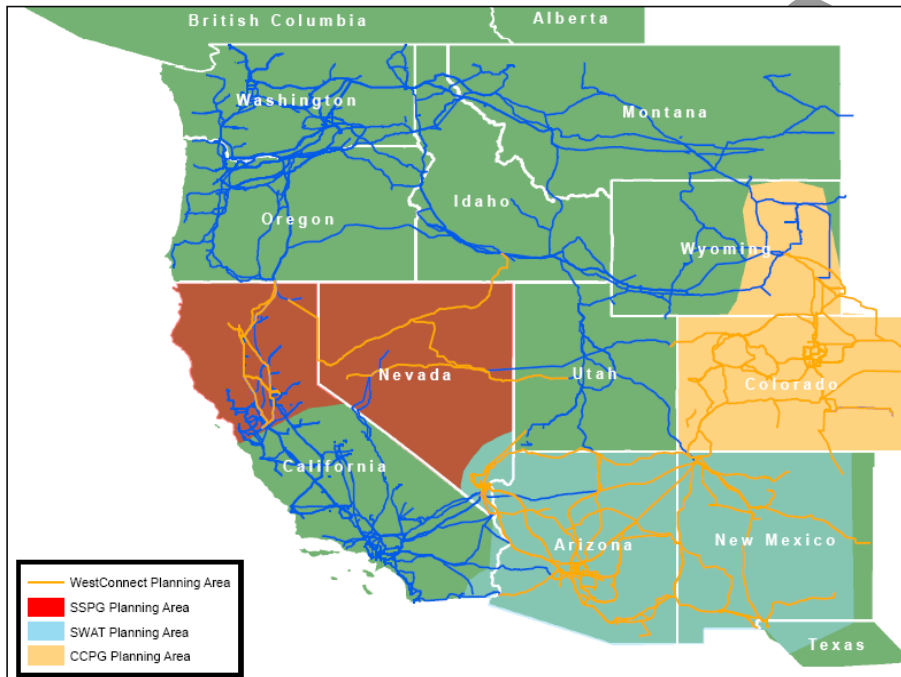 British Columbia
Alberta
Washington
Montana
Oregon
Idaho
Wyoming
Nevada
Utah
Colorado
California
Arizona
New Mexico
Texas
WestConnect Planning Area
SSPG Planning Area
SWAT Planning Area
CCPG Planning Area